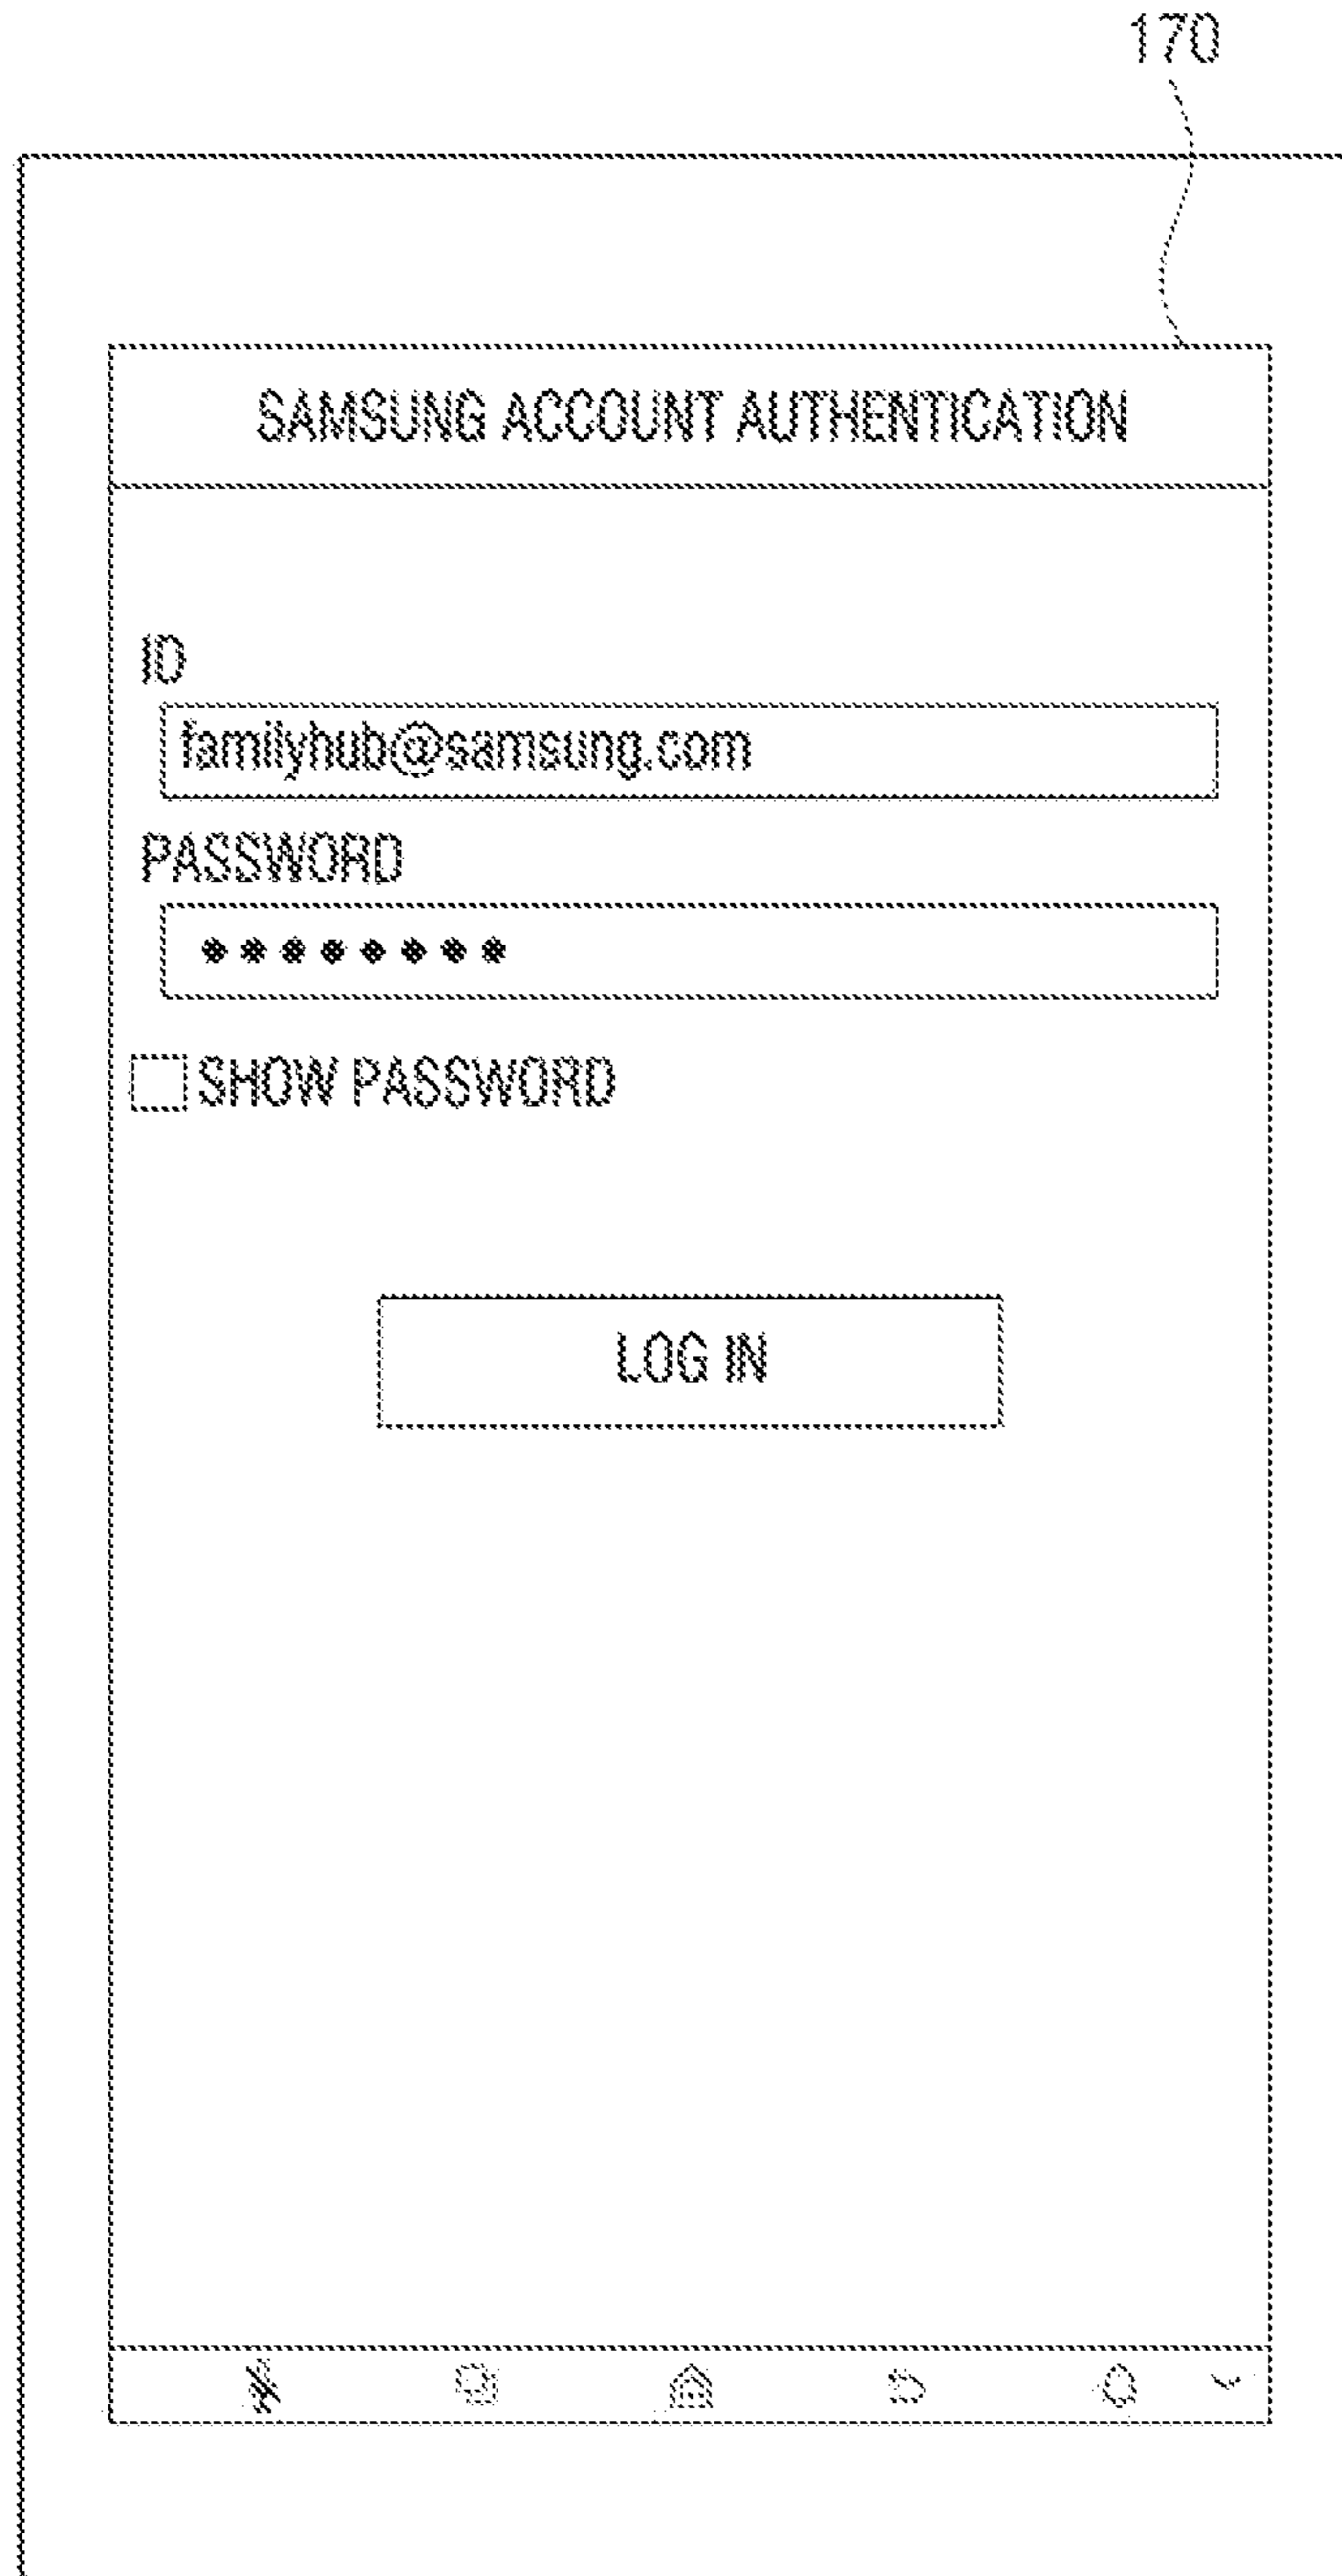 170
SAMSUNG ACCOUNT AUTHENTICATION
ID
familyhub@samsung.com
PASSWORD
********
SHOW PASSWORD
LOG IN